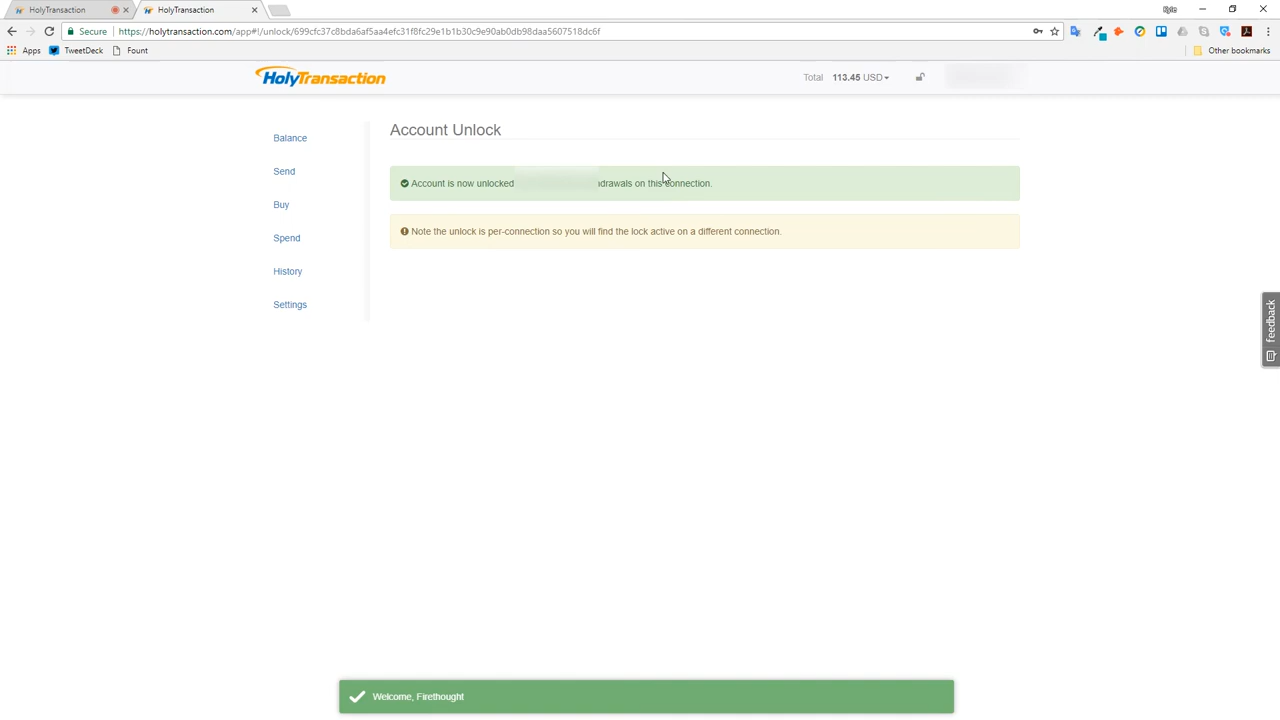 HolyTransaction
HolyTransaction
Kyle
Secure
https://holytransaction.com/app#!/unlock/699cfc37c8bda6af5aa4efc31f8fc29e1b1b30c9e90ab0db98daa5607518dc6f
Apps
TweetDeck
Fount
Other bookmarks
HolyTransaction
Total 113.45 USD
Balance
Send
Buy
Spend
History
Settings
Account Unlock
Account is now unlocked drawals on this connection.
Note the unlock is per-connection so you will find the lock active on a different connection.
feedback
Welcome, Firethought